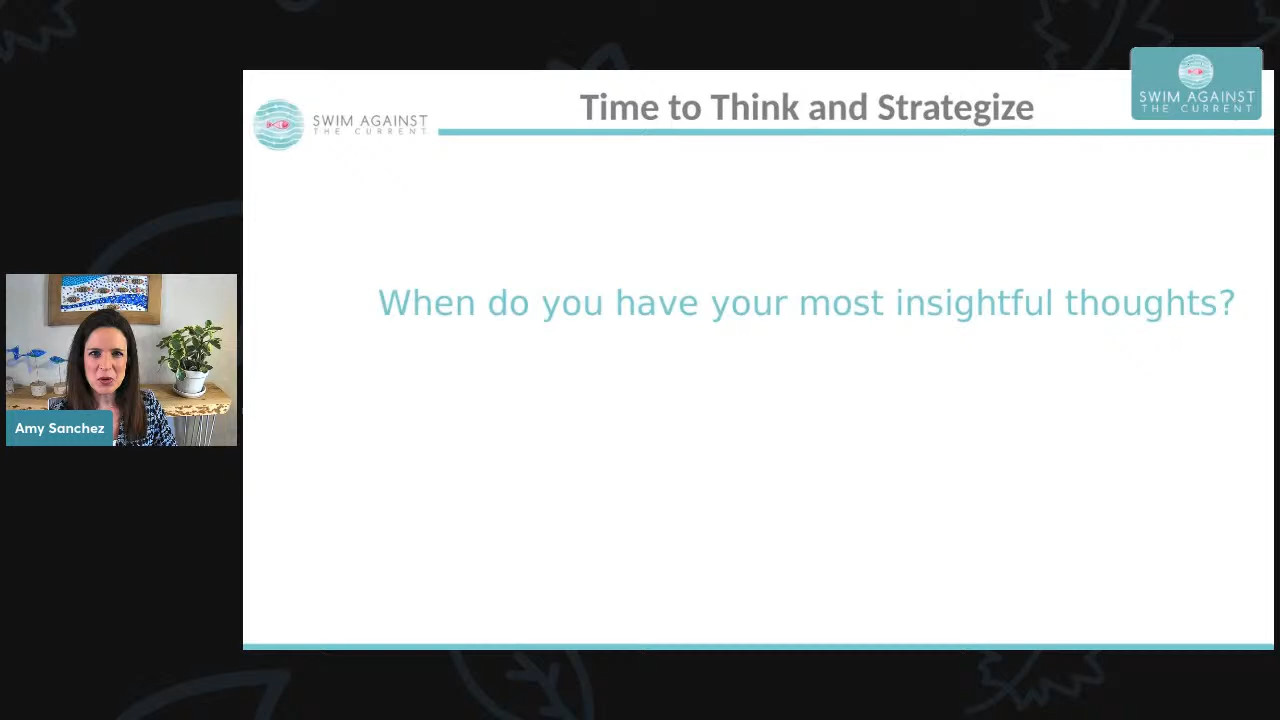 SWIM AGAINST
THE CURRENT
Time to Think and Strategize
SWIM AGAINST
THE CURRENT
When do you have your most insightful thoughts?
Amy Sanchez